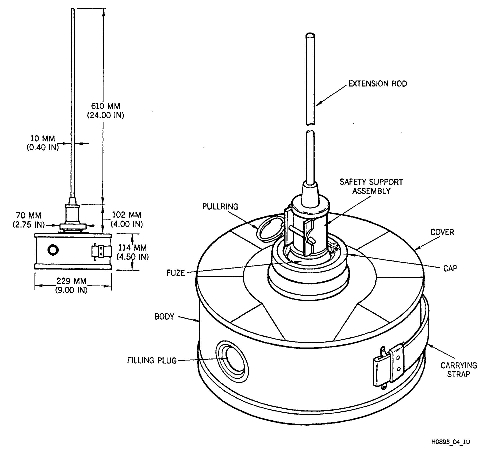 610 MM
(24.00 IN)
10 MM
(0.40 IN)
70 MM
(2.75 IN)
102 MM
(4.00 IN)
114 MM
(4.50 IN)
229 MM
(9.00 IN)
EXTENSION ROD
SAFETY SUPPORT
ASSEMBLY
PULLRING
COVER
CAP
FUZE
BODY
FILLING PLUG
CARRYING
STRAP